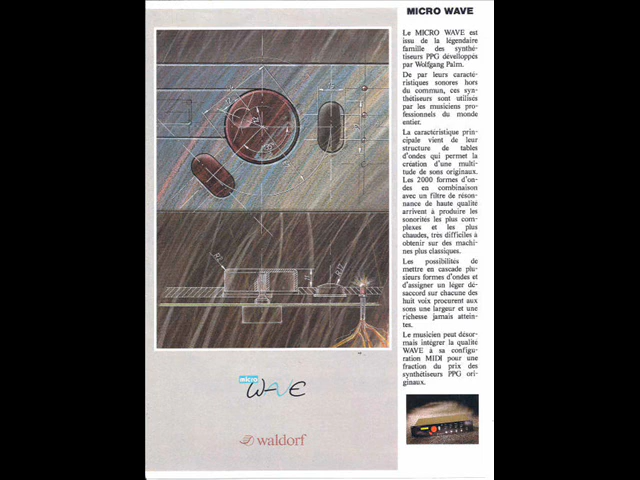 MICRO WAVE
Le MICRO WAVE est
issu de la légendaire
famille des synthé-
tiseurs PPG développés
par Wolfgang Palm.
De par leurs caracté-
ristiques sonores hors
du commun, ces syn-
thétiseurs sont utilisés
par les musiciens pro-
fessionnels du monde
entier.
La caractéristique prin-
cipale vient de leur
structure de tables
d'ondes qui permet la
création d'une multi-
tude de sons originaux.
Les 2000 formes d'on-
des en combinaison
avec un filtre de réson-
nance de haute qualité
arrivent à produire les
sonorités les plus com-
plexes et les plus
chaudes, très difficiles à
obtenir sur des machi-
nes plus classiques.
Les possibilités de
mettre en cascade plu-
sieurs formes d'ondes et
d'assigner un léger dé-
saccord sur chacune des
huit voix procurent aux
sons une largeur et une
richesse jamais attein-
tes.
Le musicien peut désor-
mais intégrer la qualité
WAVE à sa configu-
ration MIDI pour une
fraction du prix des
synthétiseurs PPG ori-
ginaux.
micro
WAVE
waldorf